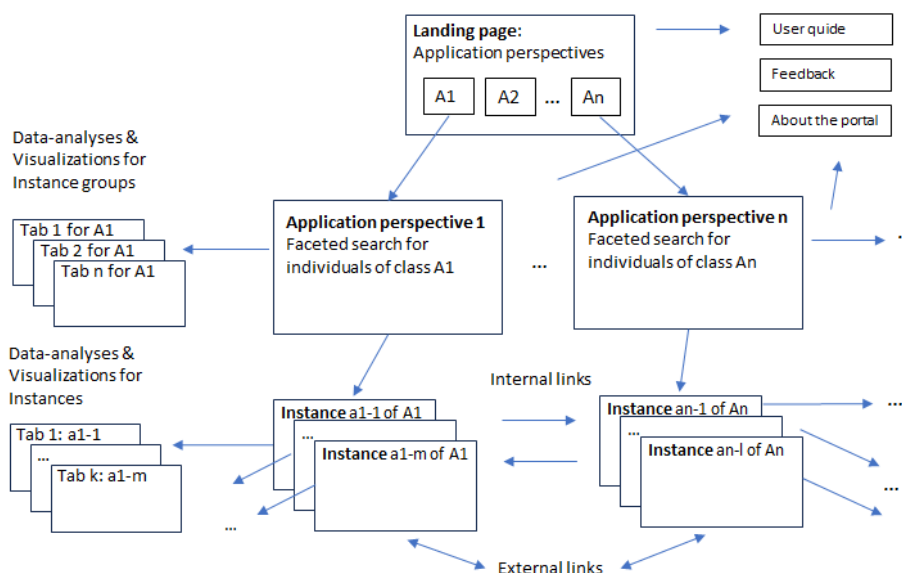 Landing page:
Application perspectives
A1
A2
...
An
User quide
Feedback
About the portal
Data-analyses &
Visualizations for
Instance groups
Tab 1 for A1
Tab 2 for A1
Tab n for A1
Application perspective 1
Faceted search for
individuals of class A1
...
Application perspective n
Faceted search for
individuals of class An
Data-analyses &
Visualizations for
Instances
Tab 1: a1-1
...
Tab k: a1-m
Instance a1-1 of A1
...
Instance a1-m of A1
...
Internal links
Instance an-1 of An
...
Instance an-l of An
...
...
External links